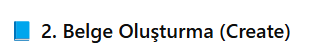 📘 2. Belge Oluşturma (Create)